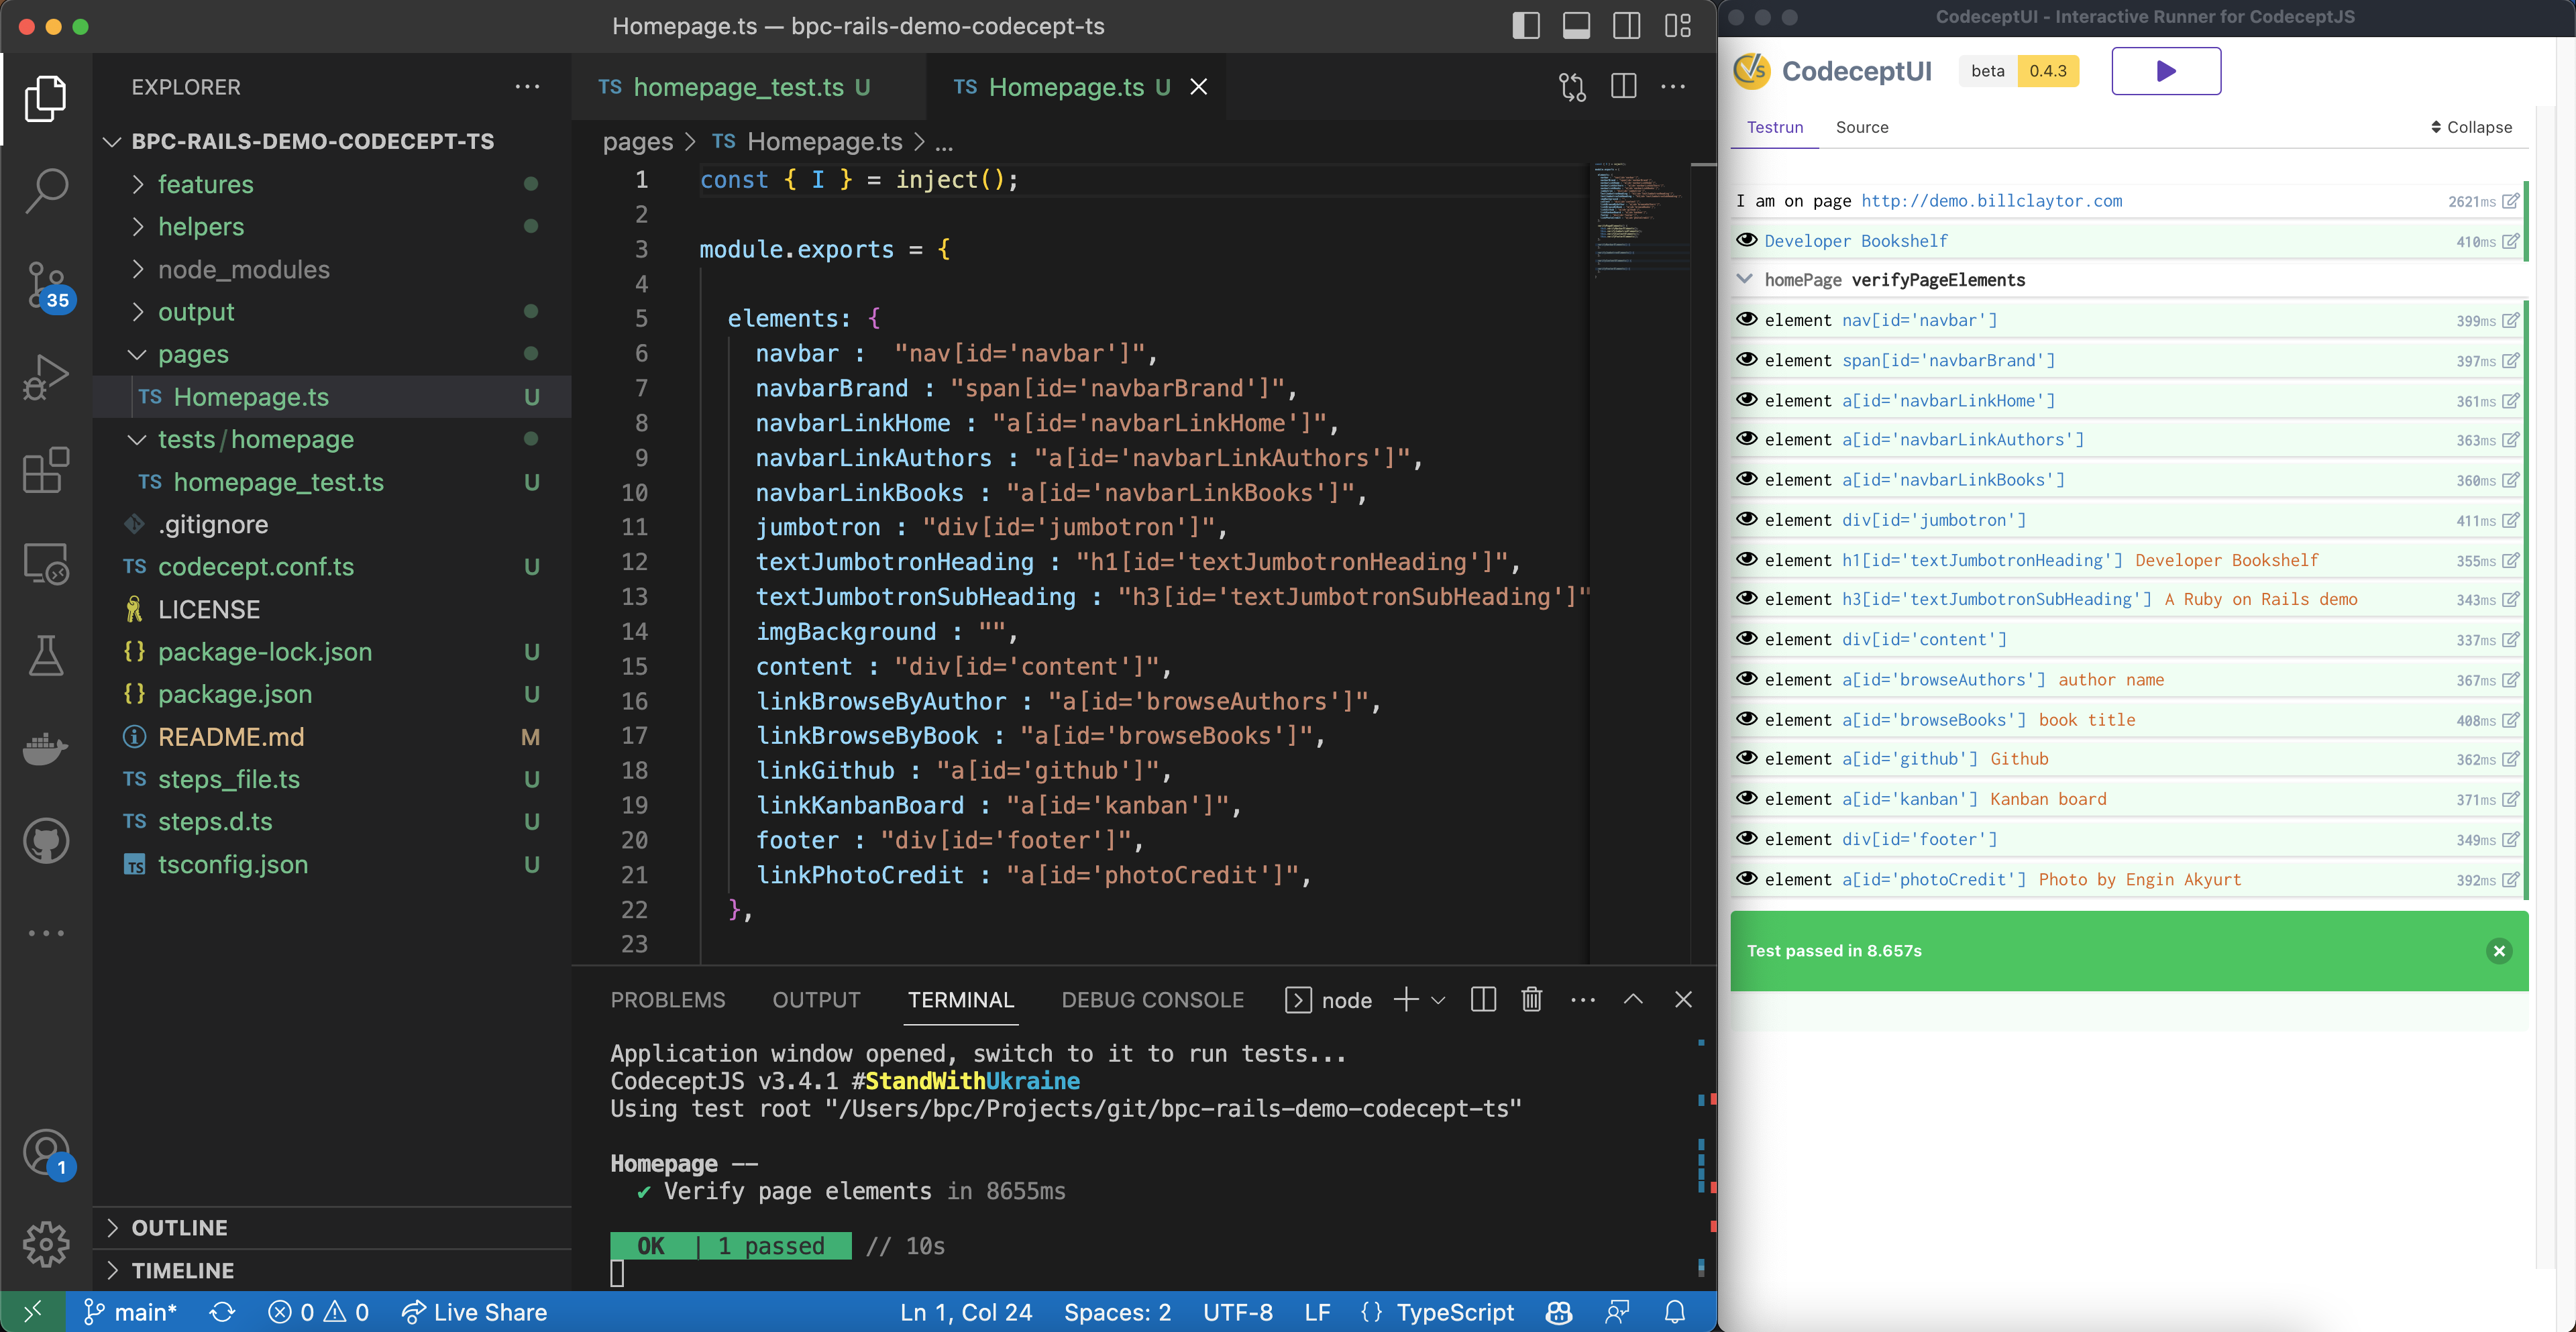 Homepage.ts — bpc-rails-demo-codecept-ts
EXPLORER
BPC-RAILS-DEMO-CODECEPT-TS
features
helpers
node_modules
output
pages
TS Homepage.ts U
tests/homepage
TS homepage_test.ts U
.gitignore
TS codecept.conf.ts U
LICENSE
{} package-lock.json U
{} package.json U
README.md M
TS steps_file.ts U
TS steps.d.ts U
TS tsconfig.json U
OUTLINE
TIMELINE
35
1
TS homepage_test.ts U
TS Homepage.ts U
pages > TS Homepage.ts > ...
1 const { I } = inject();
2
3 module.exports = {
4
5 elements: {
6 navbar :  "nav[id='navbar']",
7 navbarBrand : "span[id='navbarBrand']",
8 navbarLinkHome : "a[id='navbarLinkHome']",
9 navbarLinkAuthors : "a[id='navbarLinkAuthors']",
10 navbarLinkBooks : "a[id='navbarLinkBooks']",
11 jumbotron : "div[id='jumbotron']",
12 textJumbotronHeading : "h1[id='textJumbotronHeading']",
13 textJumbotronSubHeading : "h3[id='textJumbotronSubHeading']"
14 imgBackground : "",
15 content : "div[id='content']",
16 linkBrowseByAuthor : "a[id='browseAuthors']",
17 linkBrowseByBook : "a[id='browseBooks']",
18 linkGithub : "a[id='github']",
19 linkKanbanBoard : "a[id='kanban']",
20 footer : "div[id='footer']",
21 linkPhotoCredit : "a[id='photoCredit']",
22 },
23
PROBLEMS OUTPUT TERMINAL DEBUG CONSOLE node
Application window opened, switch to it to run tests...
CodeceptJS v3.4.1 #StandWithUkraine
Using test root "/Users/bpc/Projects/git/bpc-rails-demo-codecept-ts"
Homepage --
✔ Verify page elements in 8655ms
OK | 1 passed // 10s
main* 0 0 Live Share Ln 1, Col 24 Spaces: 2 UTF-8 LF {} TypeScript
CodeceptUI - Interactive Runner for CodeceptJS
CodeceptUI beta 0.4.3
Testrun Source Collapse
I am on page http://demo.billclaytor.com 2621ms
Developer Bookshelf 410ms
homePage verifyPageElements
element nav[id='navbar'] 399ms
element span[id='navbarBrand'] 397ms
element a[id='navbarLinkHome'] 361ms
element a[id='navbarLinkAuthors'] 363ms
element a[id='navbarLinkBooks'] 360ms
element div[id='jumbotron'] 411ms
element h1[id='textJumbotronHeading'] Developer Bookshelf 355ms
element h3[id='textJumbotronSubHeading'] A Ruby on Rails demo 343ms
element div[id='content'] 337ms
element a[id='browseAuthors'] author name 367ms
element a[id='browseBooks'] book title 408ms
element a[id='github'] Github 362ms
element a[id='kanban'] Kanban board 371ms
element div[id='footer'] 349ms
element a[id='photoCredit'] Photo by Engin Akyurt 392ms
Test passed in 8.657s